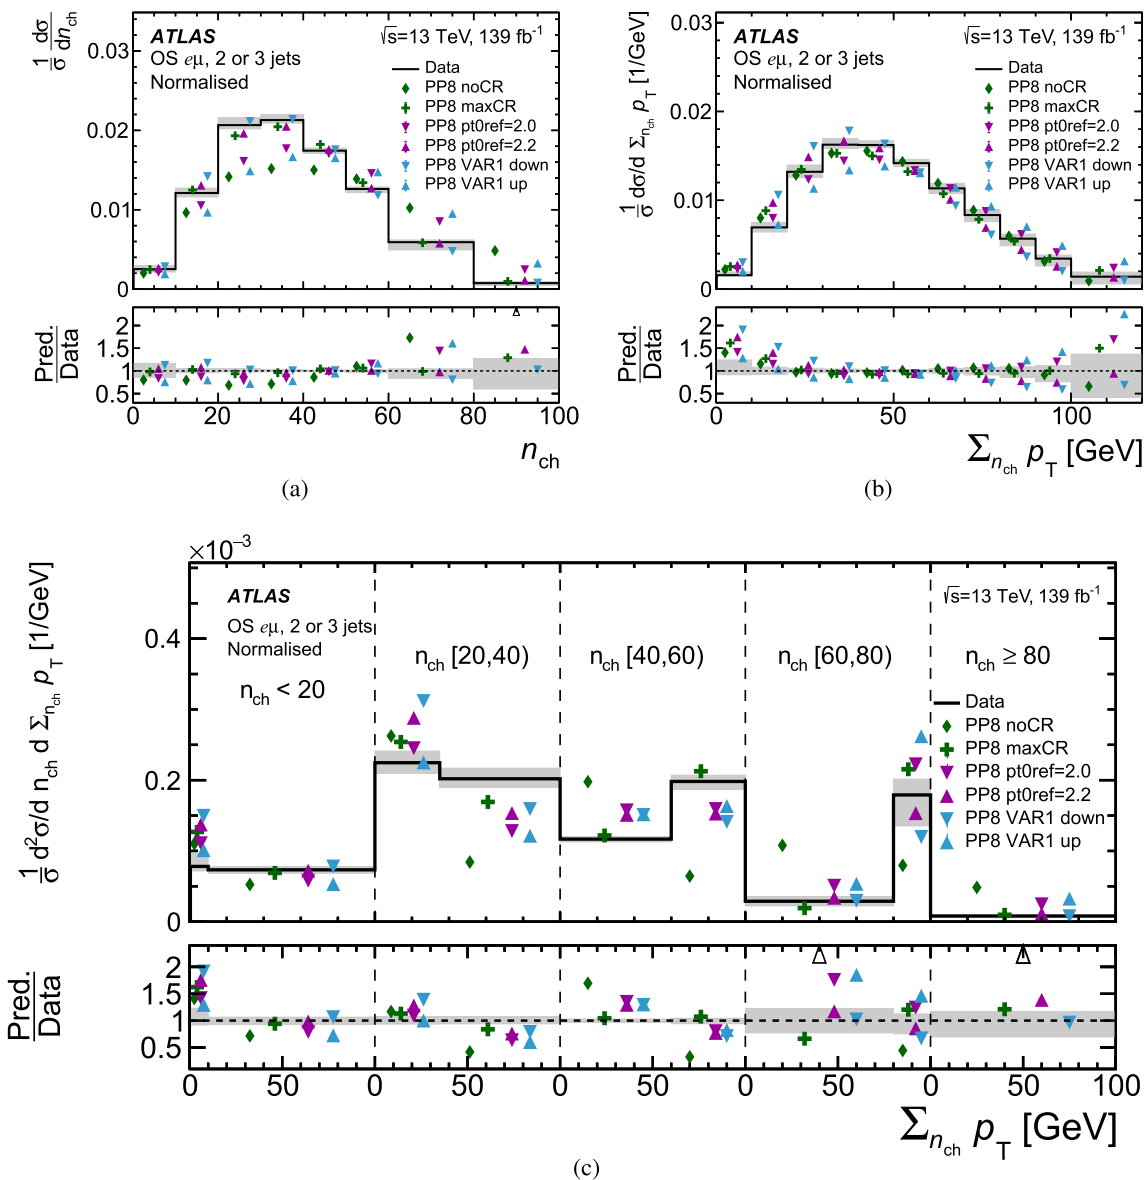 1/σ dσ/dn_ch
ATLAS
√s=13 TeV, 139 fb⁻¹
OS eμ, 2 or 3 jets
Normalised
Data
PP8 noCR
PP8 maxCR
PP8 pt0ref=2.0
PP8 pt0ref=2.2
PP8 VAR1 down
PP8 VAR1 up
0.03
0.02
0.01
0
Pred./Data
2
1.5
1
0.5
0 20 40 60 80 100
n_ch
(a)
1/σ dσ/d Σ_{n_ch} p_T [1/GeV]
ATLAS
√s=13 TeV, 139 fb⁻¹
OS eμ, 2 or 3 jets
Normalised
Data
PP8 noCR
PP8 maxCR
PP8 pt0ref=2.0
PP8 pt0ref=2.2
PP8 VAR1 down
PP8 VAR1 up
0.03
0.02
0.01
0
Pred./Data
2
1.5
1
0.5
0 50 100
Σ_{n_ch} p_T [GeV]
(b)
×10⁻³
1/σ d²σ/d n_ch d Σ_{n_ch} p_T [1/GeV]
ATLAS
√s=13 TeV, 139 fb⁻¹
OS eμ, 2 or 3 jets
Normalised
n_ch < 20
n_ch [20,40)
n_ch [40,60)
n_ch [60,80)
n_ch ≥ 80
Data
PP8 noCR
PP8 maxCR
PP8 pt0ref=2.0
PP8 pt0ref=2.2
PP8 VAR1 down
PP8 VAR1 up
0.4
0.2
0
Pred./Data
2
1.5
1
0.5
0 50 0 50 0 50 0 50 0 50 100
Σ_{n_ch} p_T [GeV]
(c)